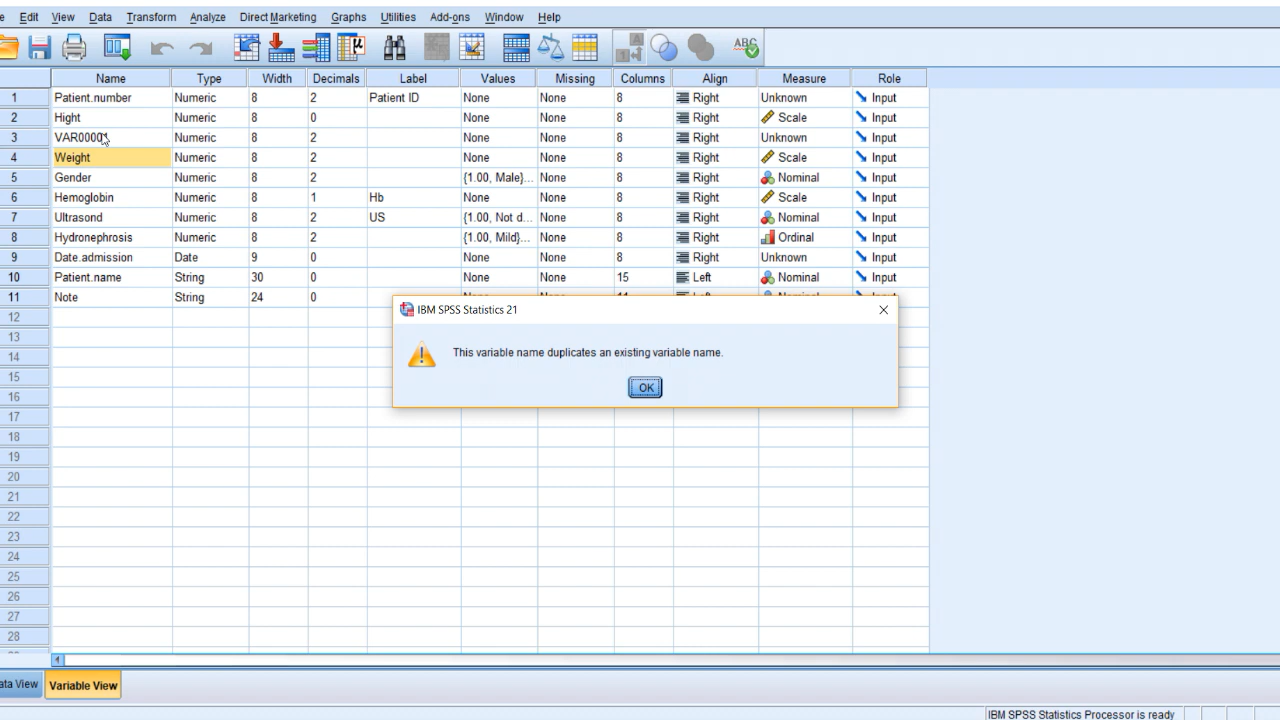 e Edit View Data Transform Analyze Direct Marketing Graphs Utilities Add-ons Window Help
A
1 4
μ
ABC
Name Type Width Decimals Label Values Missing Columns Align Measure Role
1 Patient.number Numeric 8 2 Patient ID None None 8 Right Unknown Input
2 Hight Numeric 8 0 None None 8 Right Scale Input
3 VAR00001 Numeric 8 2 None None 8 Right Unknown Input
4 Weight Numeric 8 2 None None 8 Right Scale Input
5 Gender Numeric 8 2 {1.00, Male}... None 8 Right Nominal Input
6 Hemoglobin Numeric 8 1 Hb None None 8 Right Scale Input
7 Ultrasond Numeric 8 2 US {1.00, Not d... None 8 Right Nominal Input
8 Hydronephrosis Numeric 8 2 {1.00, Mild}... None 8 Right Ordinal Input
9 Date.admission Date 9 0 None None 8 Right Unknown Input
10 Patient.name String 30 0 None None 15 Left Nominal Input
11 Note String 24 0 Input
IBM SPSS Statistics 21
12
13
This variable name duplicates an existing variable name.
14
15
OK
16
17
18
19
20
21
22
23
24
25
26
27
28
ata View Variable View
IBM SPSS Statistics Processor is ready